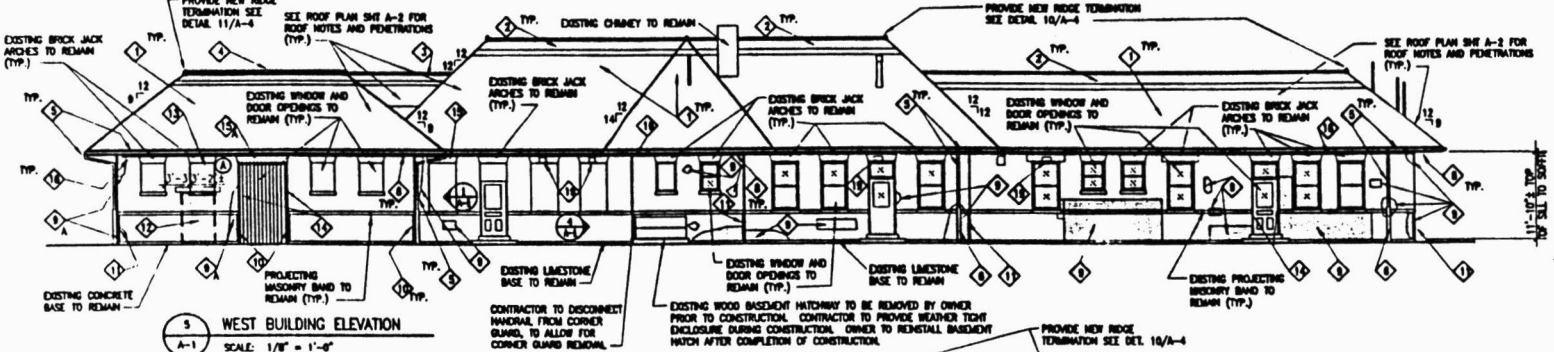 PROVIDE NEW RIDGE
TERMINATION SEE
DETAIL 11/A-4
SEE ROOF PLAN SHT A-2 FOR
ROOF NOTES AND PENETRATIONS
(TYP.)
EXISTING CHIMNEY TO REMAIN
PROVIDE NEW RIDGE TERMINATION
SEE DETAIL 10/A-4
EXISTING BRICK JACK
ARCHES TO REMAIN
(TYP.)
SEE ROOF PLAN SHT A-2 FOR
ROOF NOTES AND PENETRATIONS
(TYP.)
EXISTING WINDOW AND
DOOR OPENINGS TO
REMAIN (TYP.)
EXISTING BRICK JACK
ARCHES TO REMAIN
(TYP.)
EXISTING BRICK JACK
ARCHES TO REMAIN
(TYP.)
EXISTING WINDOW AND
DOOR OPENINGS TO
REMAIN (TYP.)
EXISTING BRICK JACK
ARCHES TO REMAIN
(TYP.)
11'-10"± TOP
OF SILL TO SOFFIT
EXISTING CONCRETE
BASE TO REMAIN
PROJECTING
MASONRY BAND TO
REMAIN (TYP.)
EXISTING LIMESTONE
BASE TO REMAIN
EXISTING WINDOW AND
DOOR OPENINGS TO
REMAIN (TYP.)
EXISTING LIMESTONE
BASE TO REMAIN
EXISTING PROJECTING
MASONRY BAND TO
REMAIN (TYP.)
CONTRACTOR TO DISCONNECT
HANDRAIL FROM CORNER
GUARD, TO ALLOW FOR
CORNER GUARD REMOVAL
EXISTING WOOD BASEMENT HATCHWAY TO BE REMOVED BY OWNER
PRIOR TO CONSTRUCTION. CONTRACTOR TO PROVIDE WEATHER TIGHT
ENCLOSURE DURING CONSTRUCTION. OWNER TO REINSTALL BASEMENT
HATCH AFTER COMPLETION OF CONSTRUCTION.
PROVIDE NEW RIDGE
TERMINATION SEE DET. 10/A-4
5
A-1
WEST BUILDING ELEVATION
SCALE: 1/8" = 1'-0"